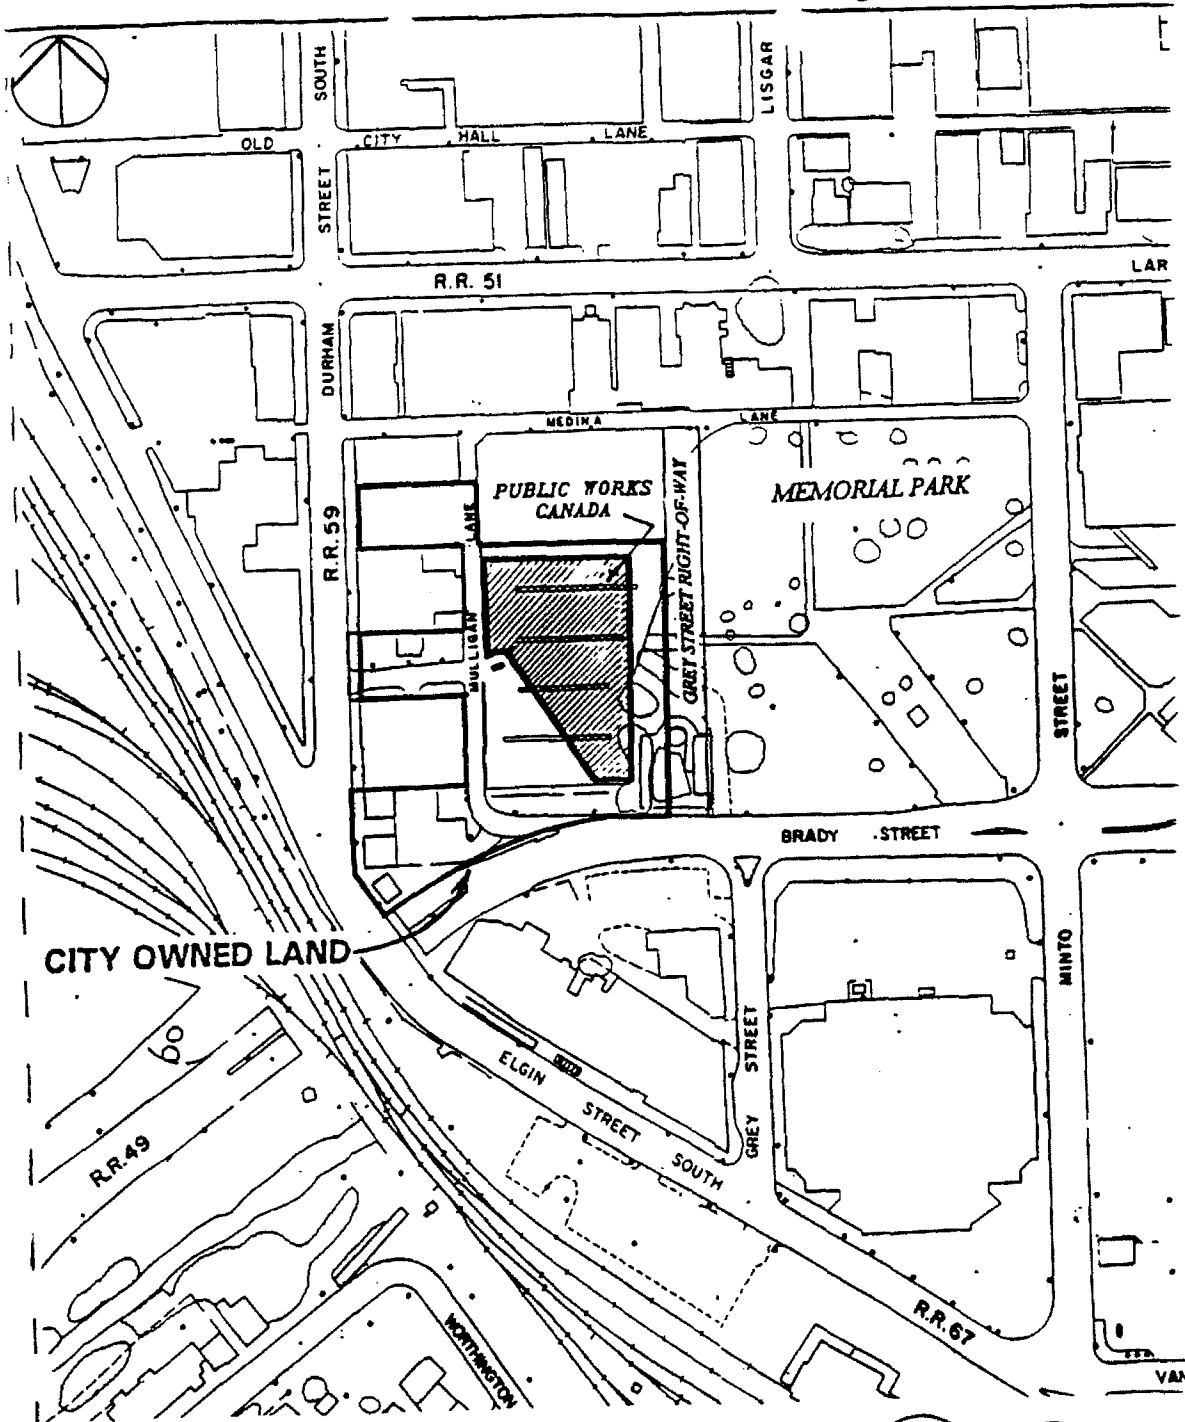 SOUTH
LISGAR
OLD CITY HALL LANE
STREET
R.R. 51
LAR
DURHAM
MEDINA LANE
PUBLIC WORKS
CANADA
MEMORIAL PARK
R.R. 59
LANE
MULLIGAN
GREY STREET RIGHT-OF-WAY
STREET
BRADY STREET
CITY OWNED LAND
MINTO
60
ELGIN STREET SOUTH
GREY STREET
R.R. 49
R.R. 67
WORTHINGTON
VAN